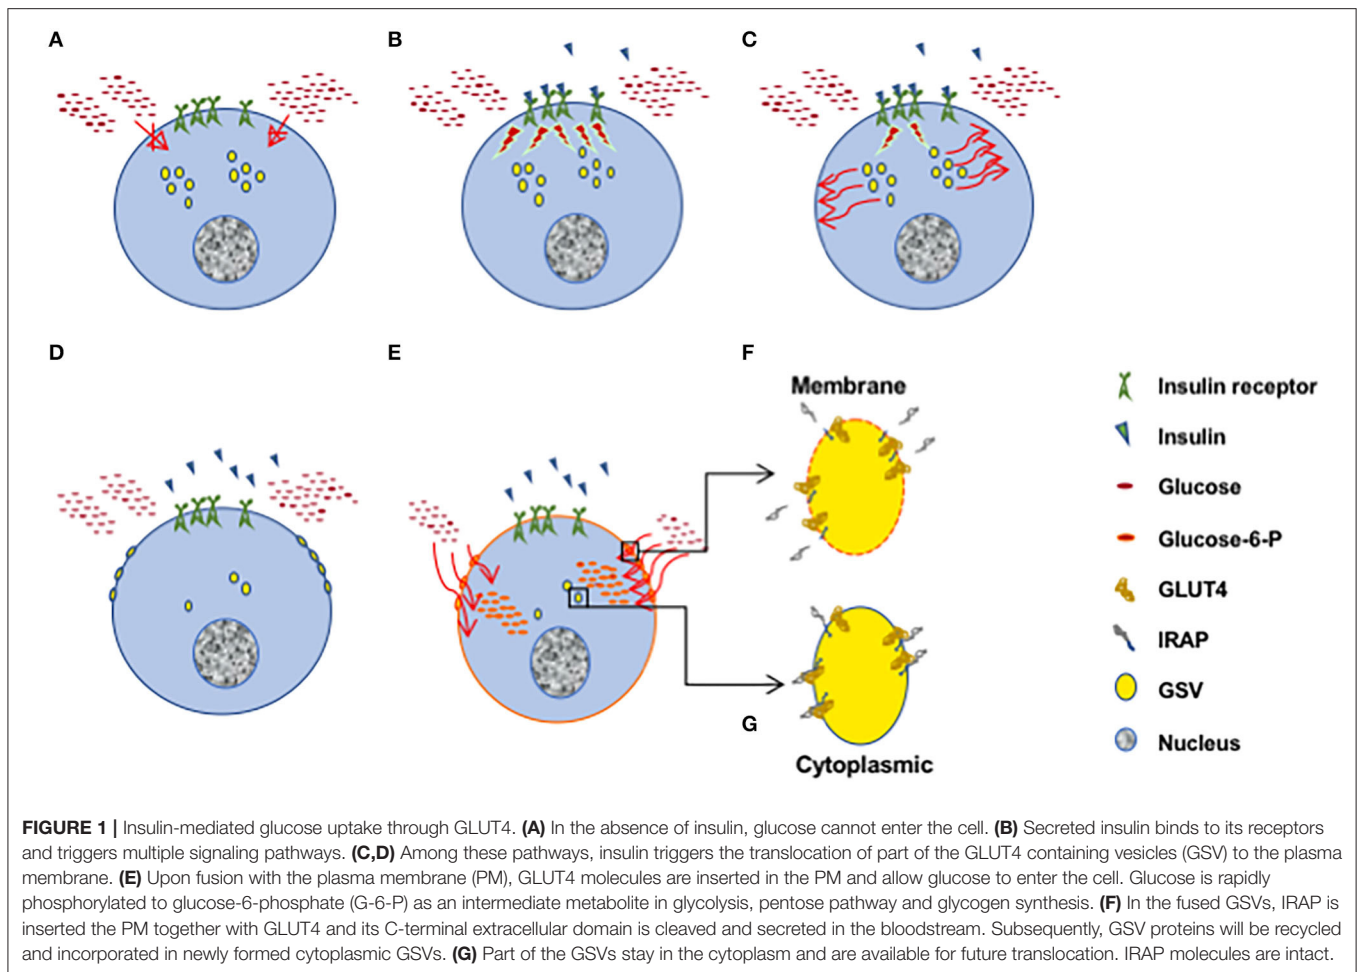 A
B
C
D
E
F
Membrane
G
Cytoplasmic
Insulin receptor
Insulin
Glucose
Glucose-6-P
GLUT4
IRAP
GSV
Nucleus
FIGURE 1 | Insulin-mediated glucose uptake through GLUT4. (A) In the absence of insulin, glucose cannot enter the cell. (B) Secreted insulin binds to its receptors
and triggers multiple signaling pathways. (C,D) Among these pathways, insulin triggers the translocation of part of the GLUT4 containing vesicles (GSV) to the plasma
membrane. (E) Upon fusion with the plasma membrane (PM), GLUT4 molecules are inserted in the PM and allow glucose to enter the cell. Glucose is rapidly
phosphorylated to glucose-6-phosphate (G-6-P) as an intermediate metabolite in glycolysis, pentose pathway and glycogen synthesis. (F) In the fused GSVs, IRAP is
inserted the PM together with GLUT4 and its C-terminal extracellular domain is cleaved and secreted in the bloodstream. Subsequently, GSV proteins will be recycled
and incorporated in newly formed cytoplasmic GSVs. (G) Part of the GSVs stay in the cytoplasm and are available for future translocation. IRAP molecules are intact.